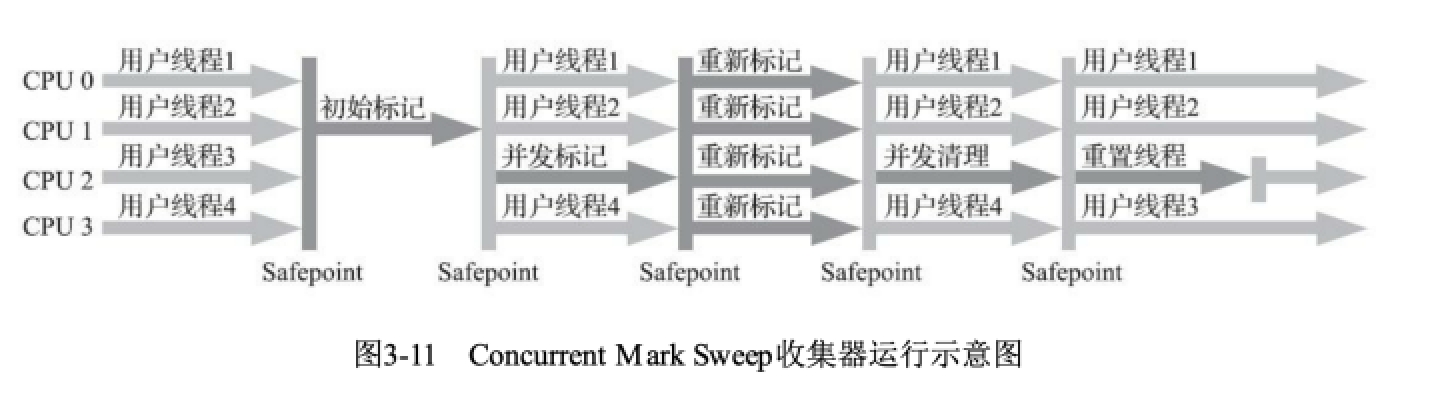 用户线程1 用户线程1 重新标记 用户线程1 用户线程1
CPU 0
用户线程2 初始标记 用户线程2 重新标记 用户线程2 用户线程2
CPU 1
用户线程3 并发标记 重新标记 并发清理 重置线程
CPU 2
用户线程4 用户线程4 重新标记 用户线程4 用户线程3
CPU 3
Safepoint Safepoint Safepoint Safepoint Safepoint
图3-11 Concurrent Mark Sweep收集器运行示意图